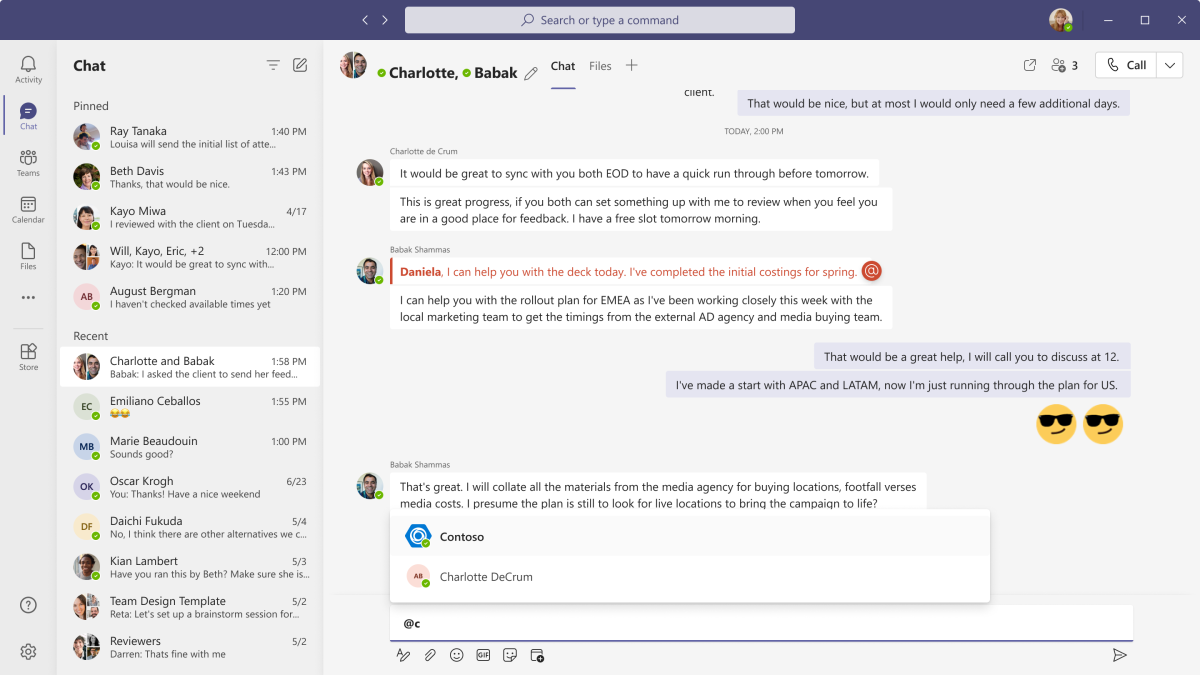 Search or type a command
Activity
Chat
Teams
Calendar
Files
Store
Chat
Pinned
Ray Tanaka 1:40 PM
Louisa will send the initial list of atte...
Beth Davis 1:43 PM
Thanks, that would be nice.
Kayo Miwa 4/17
I reviewed with the client on Tuesda...
Will, Kayo, Eric, +2 12:00 PM
Kayo: It would be great to sync with...
AB
August Bergman 1:20 PM
I haven't checked available times yet
Recent
Charlotte and Babak 1:58 PM
Babak: I asked the client to send her feed...
EC
Emiliano Ceballos 1:55 PM
😂😂
MB
Marie Beaudouin 1:00 PM
Sounds good?
OK
Oscar Krogh 6/23
You: Thanks! Have a nice weekend
DF
Daichi Fukuda 5/4
No, I think there are other alternatives we c...
Kian Lambert 5/3
Have you ran this by Beth? Make sure she is...
Team Design Template 5/2
Reta: Let's set up a brainstorm session for...
Reviewers 5/2
Darren: Thats fine with me
Charlotte, Babak
Chat Files
3
Call
client.
That would be nice, but at most I would only need a few additional days.
TODAY, 2:00 PM
Charlotte de Crum
It would be great to sync with you both EOD to have a quick run through before tomorrow.
This is great progress, if you both can set something up with me to review when you feel you
are in a good place for feedback. I have a free slot tomorrow morning.
Babak Shammas
Daniela, I can help you with the deck today. I've completed the initial costings for spring. @
I can help you with the rollout plan for EMEA as I've been working closely this week with the
local marketing team to get the timings from the external AD agency and media buying team.
That would be a great help, I will call you to discuss at 12.
I've made a start with APAC and LATAM, now I'm just running through the plan for US.
😎😎
Babak Shammas
That's great. I will collate all the materials from the media agency for buying locations, footfall verses
media costs. I presume the plan is still to look for live locations to bring the campaign to life?
Contoso
AB
Charlotte DeCrum
@c
GIF